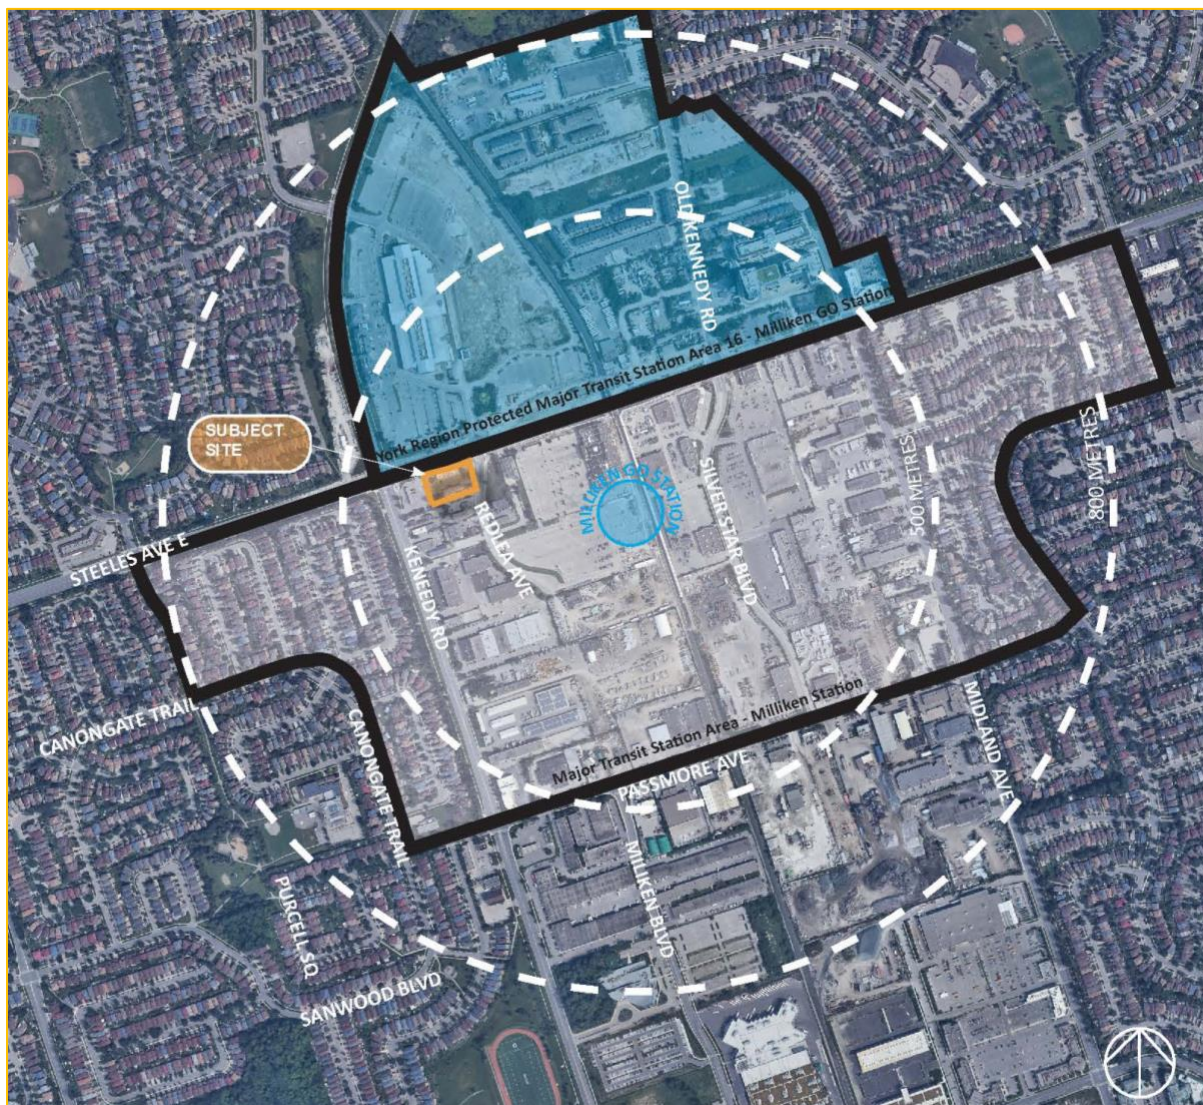 OLD KENNEDY RD
York Region Protected Major Transit Station Area 16 - Milliken GO Station
SUBJECT
SITE
STEELES AVE E
KENEEDY RD
REDLEA AVE
MILLIKEN GO STATION
SILVER STAR BLVD
500 METRES
800 METRES
CANONGATE TRAIL
CANONGATE TRAIL
Major Transit Station Area - Milliken Station
PASSMORE AVE
MIDLAND AVE
MILIKEN BLVD
PURCELL SQ
SANWOOD BLVD